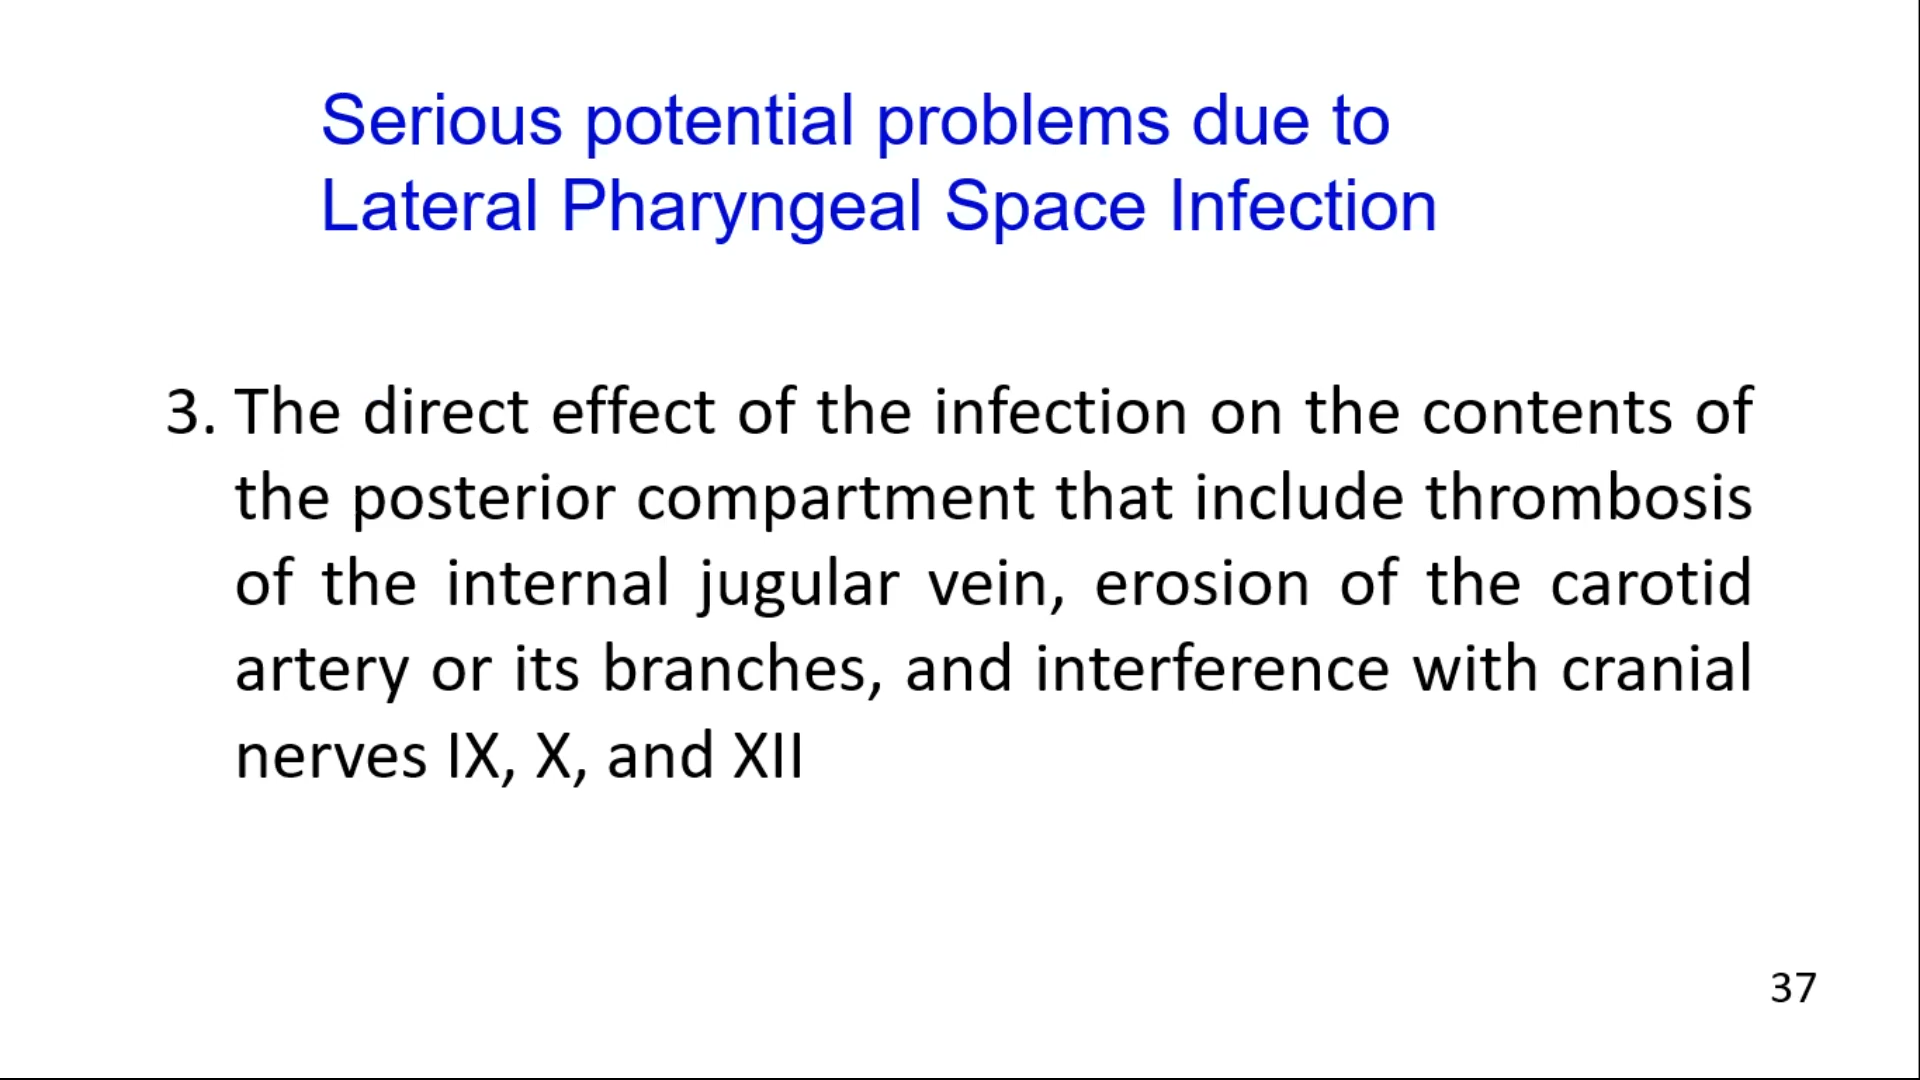 Serious potential problems due to
Lateral Pharyngeal Space Infection
3. The direct effect of the infection on the contents of
the posterior compartment that include thrombosis
of the internal jugular vein, erosion of the carotid
artery or its branches, and interference with cranial
nerves IX, X, and XII
37